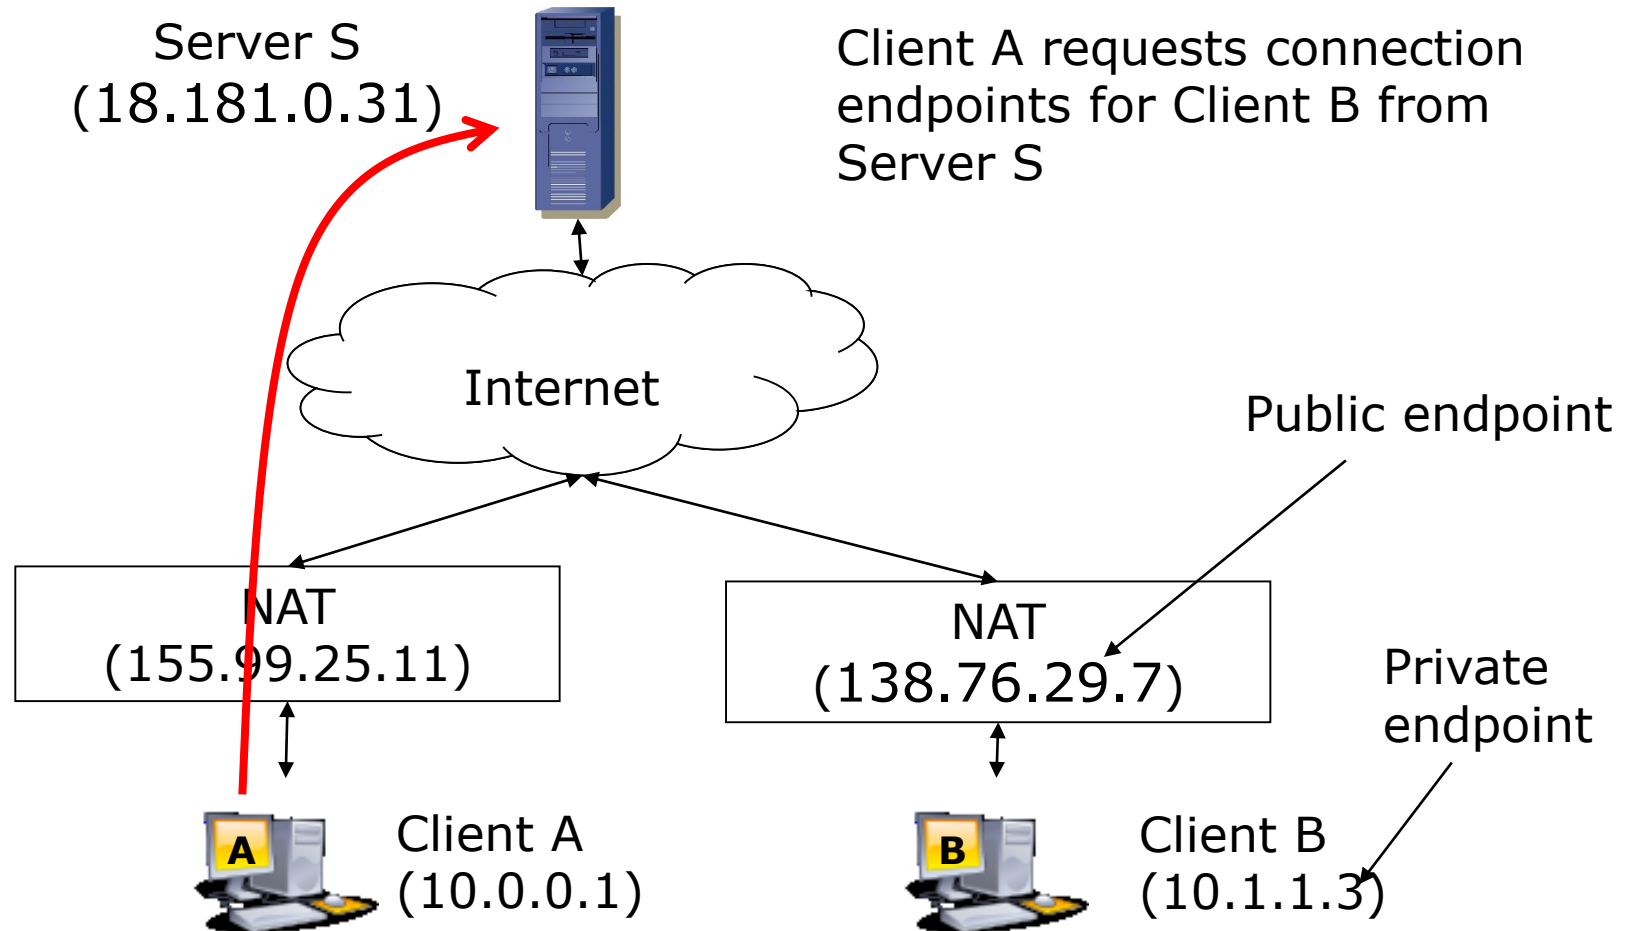 Server S
(18.181.0.31)
Client A requests connection
endpoints for Client B from
Server S
Internet
Public endpoint
NAT
(155.99.25.11)
NAT
(138.76.29.7)
Private
endpoint
A
Client A
(10.0.0.1)
B
Client B
(10.1.1.3)